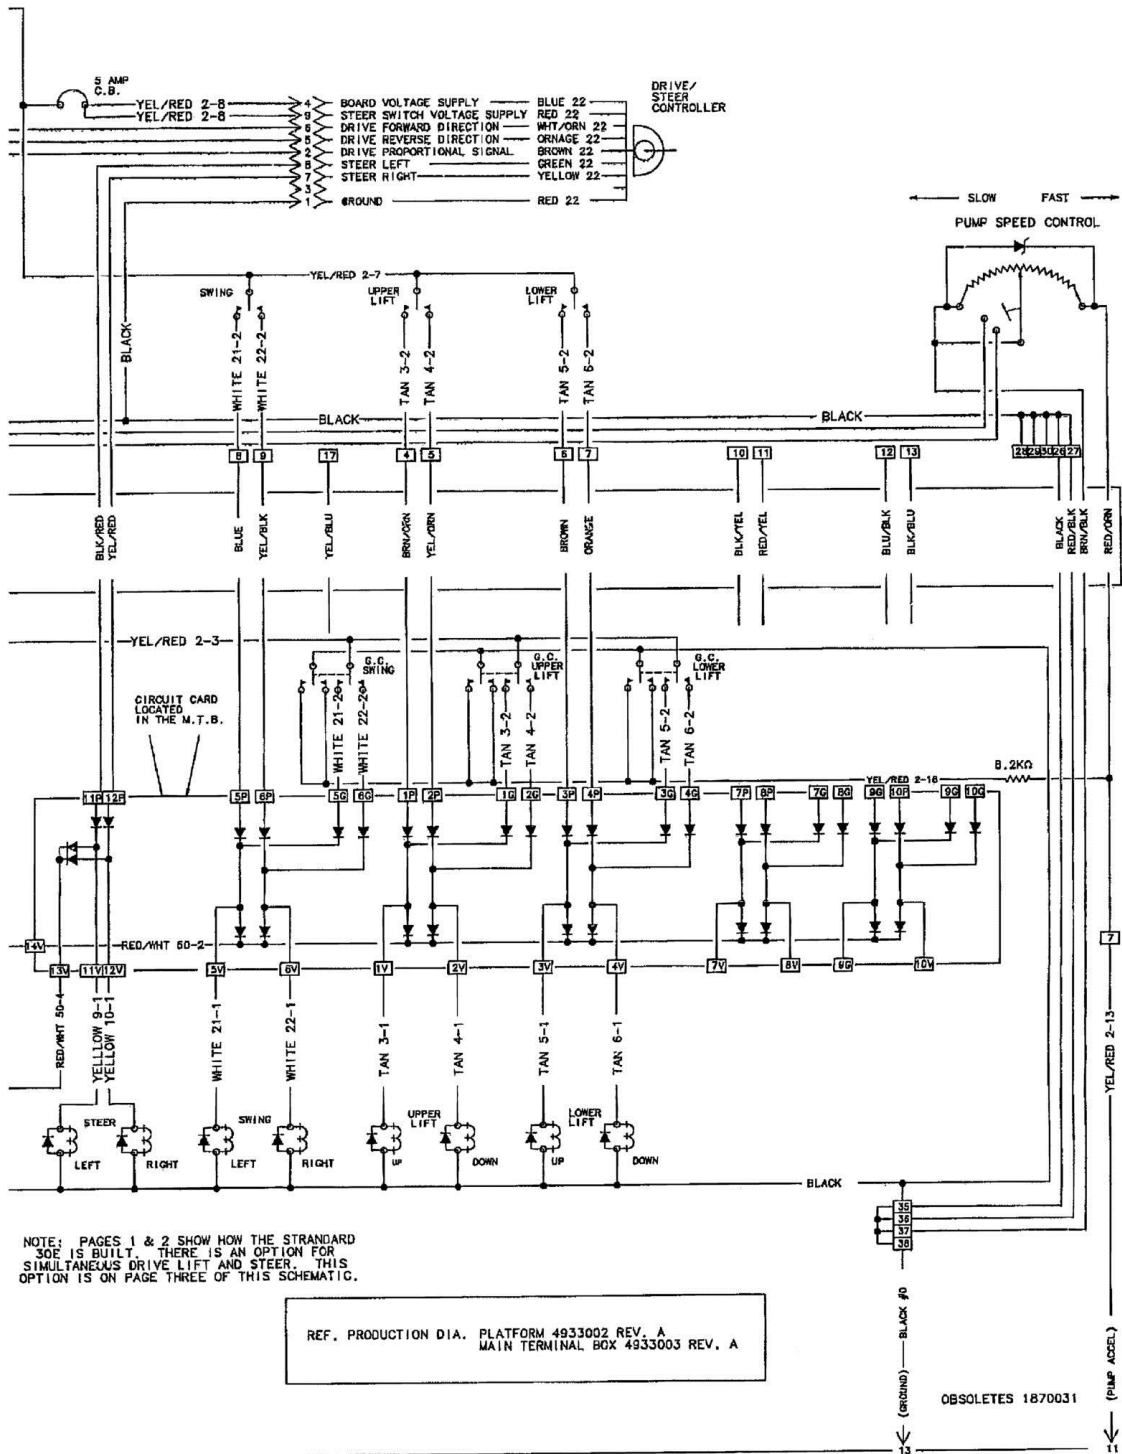 5 AMP
C.B.
YEL/RED 2-8
YEL/RED 2-8
4 BOARD VOLTAGE SUPPLY BLUE 22
9 STEER SWITCH VOLTAGE SUPPLY RED 22
6 DRIVE FORWARD DIRECTION WHT/ORN 22
5 DRIVE REVERSE DIRECTION ORNAGE 22
2 DRIVE PROPORTIONAL SIGNAL BROWN 22
8 STEER LEFT GREEN 22
7 STEER RIGHT YELLOW 22
3
1 GROUND RED 22
DRIVE/
STEER
CONTROLLER
SLOW FAST
PUMP SPEED CONTROL
YEL/RED 2-7
SWING
UPPER
LIFT
LOWER
LIFT
BLACK
WHITE 21-2
WHITE 22-2
TAN 3-2
TAN 4-2
TAN 5-2
TAN 6-2
BLACK
BLACK
8 9 17 4 5 6 7 10 11 12 13 28 29 30 26 27
BLK/RED
YEL/RED
BLUE
YEL/BLK
YEL/BLU
BRN/ORN
YEL/ORN
BROWN
ORANGE
BLK/YEL
RED/YEL
BLU/BLK
BLK/BLU
BLACK
RED/BLK
BRN/BLK
RED/ORN
YEL/RED 2-3
G.C.
SWING
G.C.
UPPER
LIFT
G.C.
LOWER
LIFT
CIRCUIT CARD
LOCATED
IN THE M.T.B.
WHITE 21-2
WHITE 22-2
TAN 3-2
TAN 4-2
TAN 5-2
TAN 6-2
YEL/RED 2-16
8.2KΩ
11P 12P 5P 6P 5G 6G 1P 2P 1G 2G 3P 4P 3G 4G 7P 8P 7G 8G 9G 10P 9G 10G
14V
RED/WHT 50-2
7
13V 11V 12V 5V 6V 1V 2V 3V 4V 7V 8V 9G 10V
RED/WHT 50-4
YELLLOW 9-1
YELLOW 10-1
WHITE 21-1
WHITE 22-1
TAN 3-1
TAN 4-1
TAN 5-1
TAN 6-1
YEL/RED 2-13
STEER
LEFT
RIGHT
SWING
LEFT
RIGHT
UPPER
LIFT
UP
DOWN
LOWER
LIFT
UP
DOWN
BLACK
35
36
37
38
NOTE: PAGES 1 & 2 SHOW HOW THE STRANDARD
30E IS BUILT. THERE IS AN OPTION FOR
SIMULTANEOUS DRIVE LIFT AND STEER. THIS
OPTION IS ON PAGE THREE OF THIS SCHEMATIC.
REF. PRODUCTION DIA. PLATFORM 4933002 REV. A
MAIN TERMINAL BOX 4933003 REV. A
(GROUND) BLACK #0
OBSOLETES 1870031
(PUMP ACCEL)
13
11